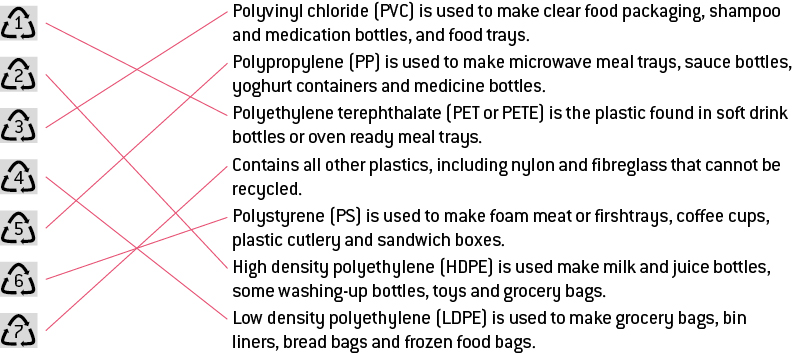 1
Polyvinyl chloride (PVC) is used to make clear food packaging, shampoo
and medication bottles, and food trays.
2
Polypropylene (PP) is used to make microwave meal trays, sauce bottles,
yoghurt containers and medicine bottles.
3
Polyethylene terephthalate (PET or PETE) is the plastic found in soft drink
bottles or oven ready meal trays.
4
Contains all other plastics, including nylon and fibreglass that cannot be
recycled.
5
Polystyrene (PS) is used to make foam meat or firshtrays, coffee cups,
plastic cutlery and sandwich boxes.
6
High density polyethylene (HDPE) is used make milk and juice bottles,
some washing-up bottles, toys and grocery bags.
7
Low density polyethylene (LDPE) is used to make grocery bags, bin
liners, bread bags and frozen food bags.